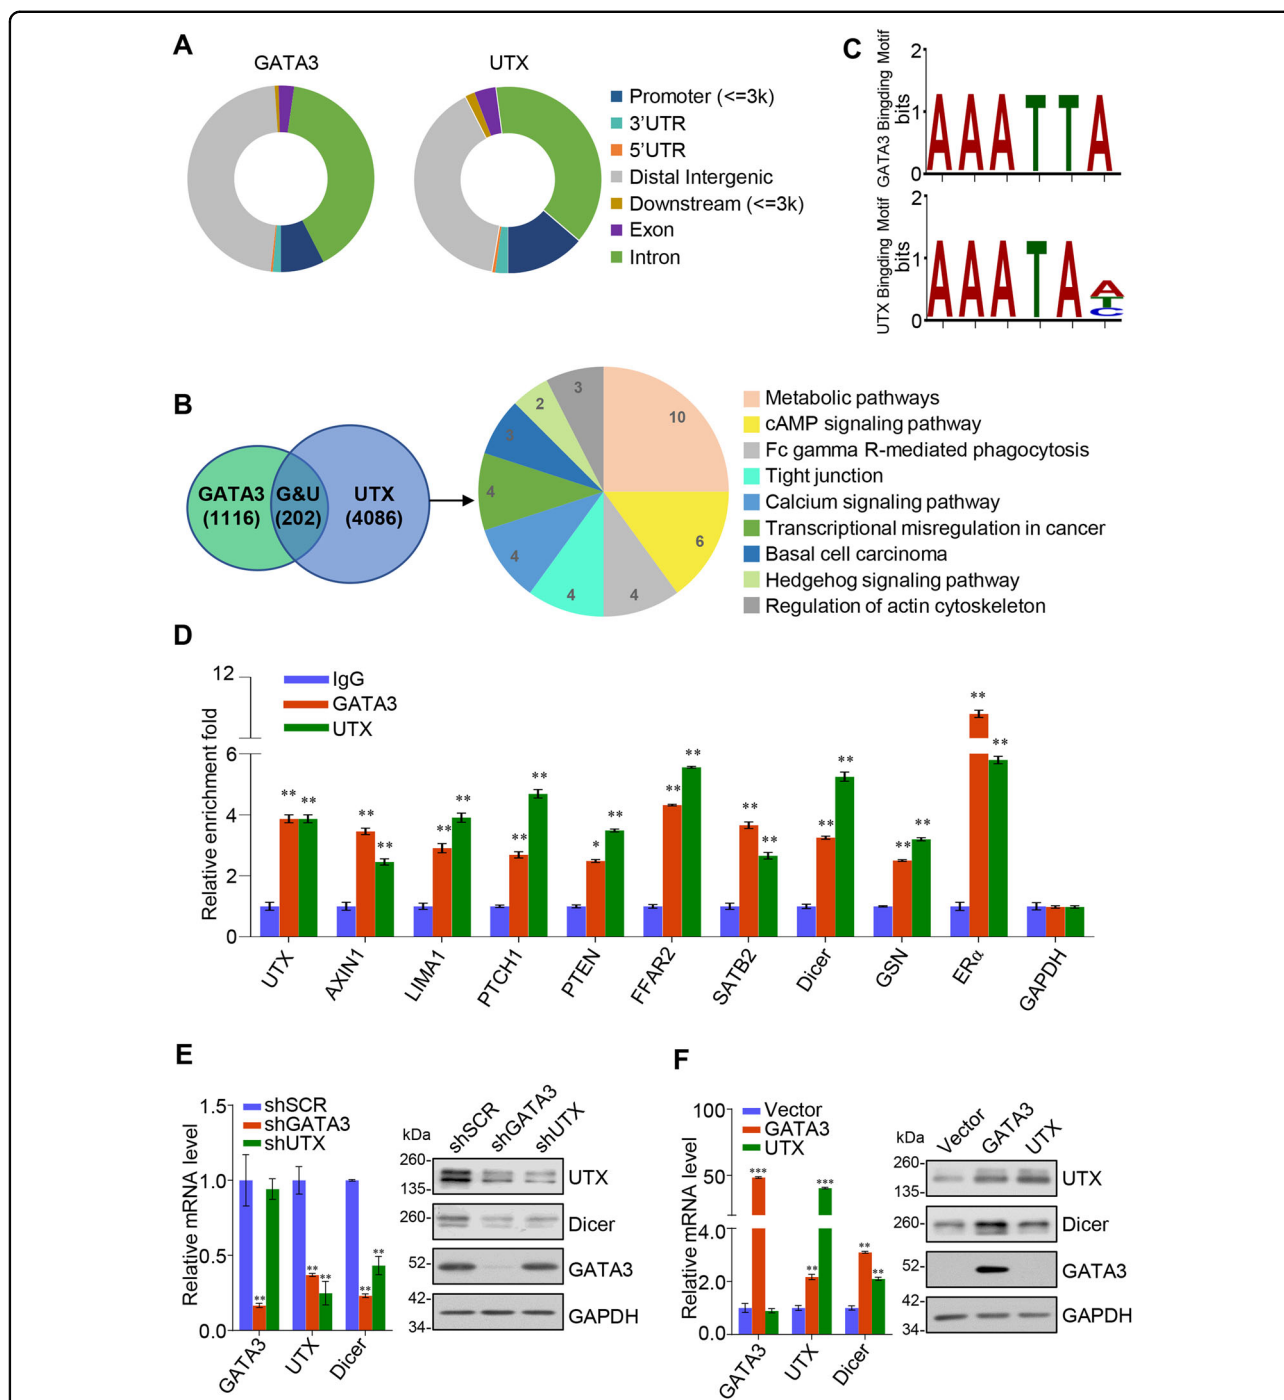 A
GATA3
UTX
Promoter (<=3k)
3'UTR
5'UTR
Distal Intergenic
Downstream (<=3k)
Exon
Intron
C
GATA3 Bingding Motif
bits
2
1
0
AAATTA
UTX Bingding Motif
bits
2
1
0
AAATAA
T
C
B
GATA3
(1116)
G&U
(202)
UTX
(4086)
10
6
4
4
4
4
3
2
3
Metabolic pathways
cAMP signaling pathway
Fc gamma R-mediated phagocytosis
Tight junction
Calcium signaling pathway
Transcriptional misregulation in cancer
Basal cell carcinoma
Hedgehog signaling pathway
Regulation of actin cytoskeleton
D
Relative enrichment fold
12
6
4
2
0
IgG
GATA3
UTX
** **
** **
** **
** **
* **
** **
** **
** **
** **
** **
UTX
AXIN1
LIMA1
PTCH1
PTEN
FFAR2
SATB2
Dicer
GSN
ERα
GAPDH
E
Relative mRNA level
1.5
1.0
0.5
0.0
shSCR
shGATA3
shUTX
**
** **
** **
GATA3
UTX
Dicer
kDa
shSCR
shGATA3
shUTX
260-
135-
UTX
260-
Dicer
52-
GATA3
42-
34-
GAPDH
F
Relative mRNA level
100
50
4.0
2.0
0.0
Vector
GATA3
UTX
***
** ***
** **
GATA3
UTX
Dicer
kDa
Vector
GATA3
UTX
260-
135-
UTX
260-
Dicer
52-
GATA3
42-
34-
GAPDH